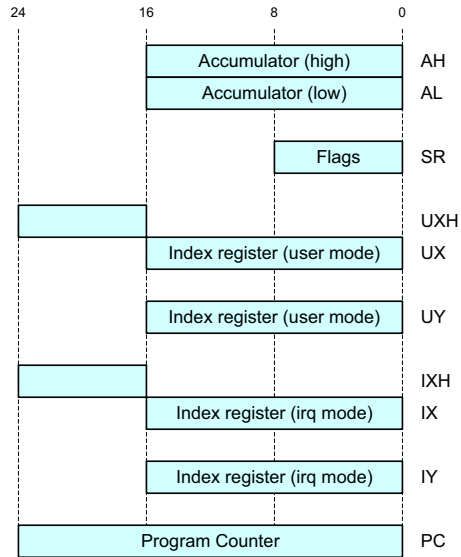 24 16 8 0
Accumulator (high) AH
Accumulator (low) AL
Flags SR
UXH
Index register (user mode) UX
Index register (user mode) UY
IXH
Index register (irq mode) IX
Index register (irq mode) IY
Program Counter PC